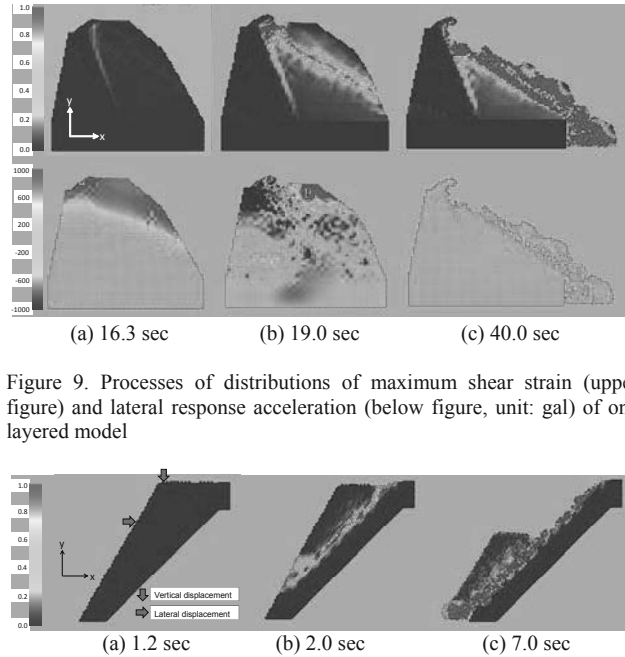 1.0
0.8
0.6
0.4
0.2
0.0
y
x
1000
600
200
-200
-600
-1000
(a) 16.3 sec (b) 19.0 sec (c) 40.0 sec
Figure 9. Processes of distributions of maximum shear strain (uppe
figure) and lateral response acceleration (below figure, unit: gal) of on
layered model
1.0
0.8
0.6
0.4
0.2
0.0
y
x
Vertical displacement
Lateral displacement
(a) 1.2 sec (b) 2.0 sec (c) 7.0 sec